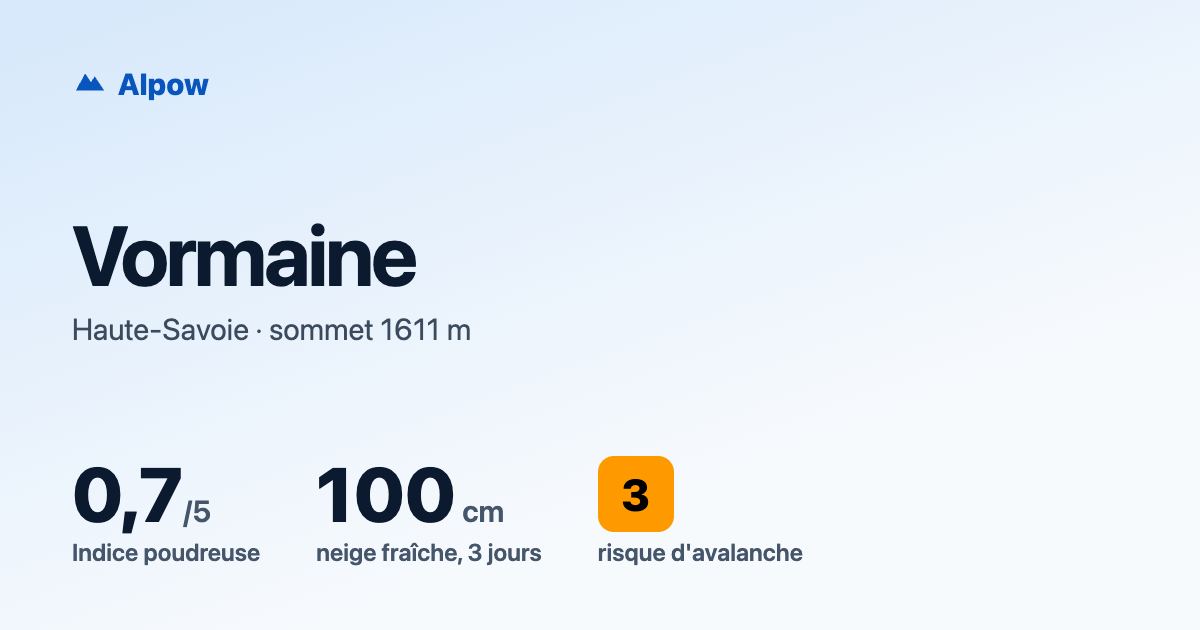 Alpow
Vormaine
Haute-Savoie · sommet 1611 m
0,7/5
Indice poudreuse
100 cm
neige fraîche, 3 jours
3
risque d'avalanche